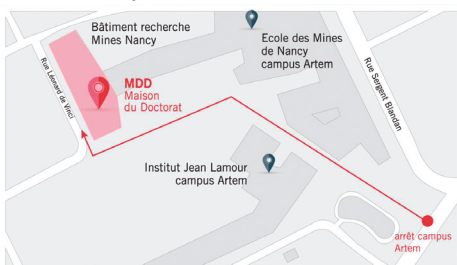 Bâtiment recherche
Mines Nancy
Ecole des Mines
de Nancy
campus Artem
Rue Léonard de Vinci
MDD
Maison
du Doctorat
Rue Sergent Blandan
Institut Jean Lamour
campus Artem
arrêt campus
Artem